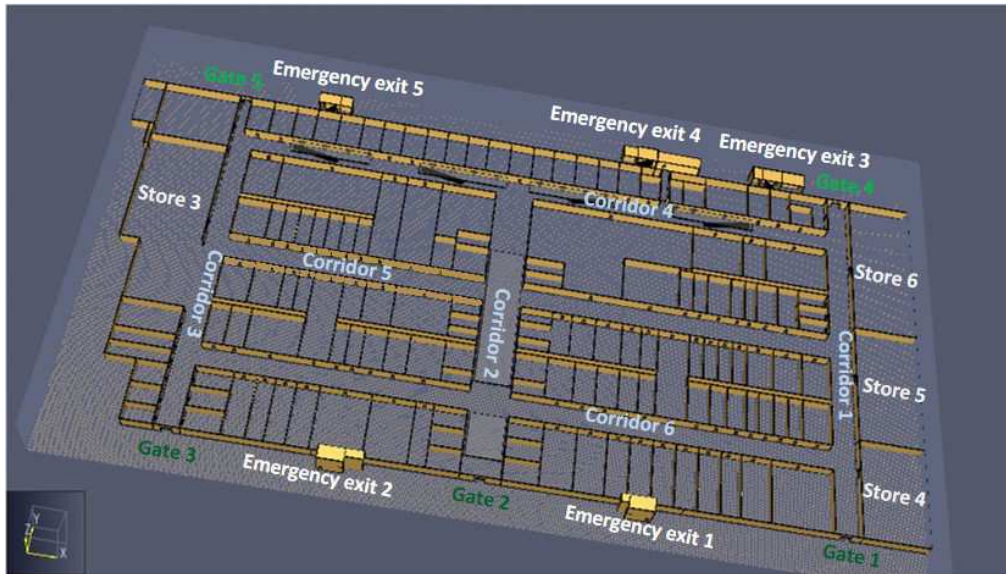 Gate 5
Emergency exit 5
Emergency exit 4
Emergency exit 3
Gate 4
Store 3
Corridor 4
Corridor 5
Store 6
Corridor 3
Corridor 2
Corridor 1
Store 5
Corridor 6
Store 4
Gate 3
Emergency exit 2
Gate 2
Emergency exit 1
Gate 1
Y
Z
X